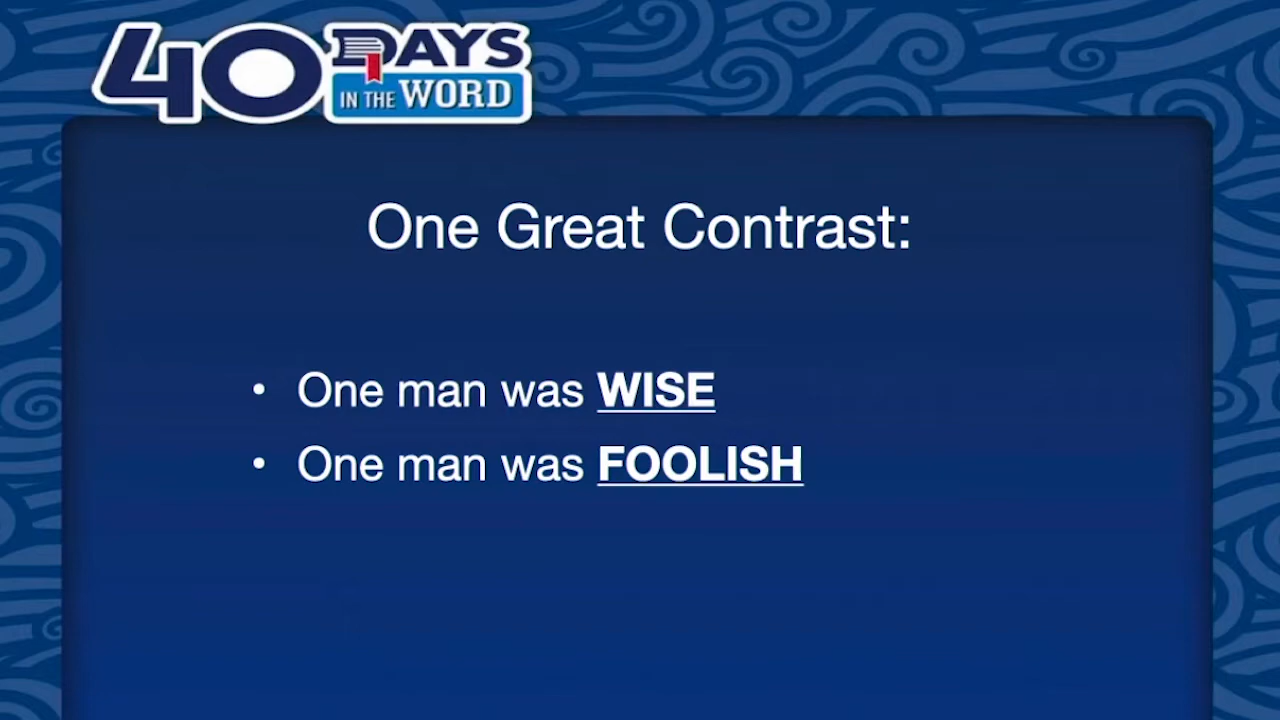 40 DAYS
IN THE WORD
One Great Contrast:
• One man was WISE
• One man was FOOLISH